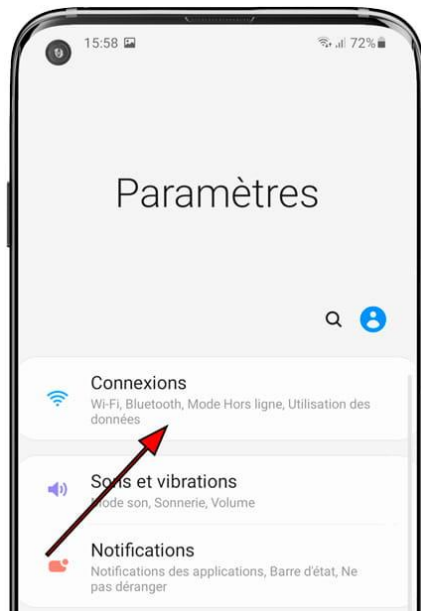 15:58 72%
Paramètres
Connexions
Wi-Fi, Bluetooth, Mode Hors ligne, Utilisation des
données
Sons et vibrations
Mode son, Sonnerie, Volume
Notifications
Notifications des applications, Barre d'état, Ne
pas déranger